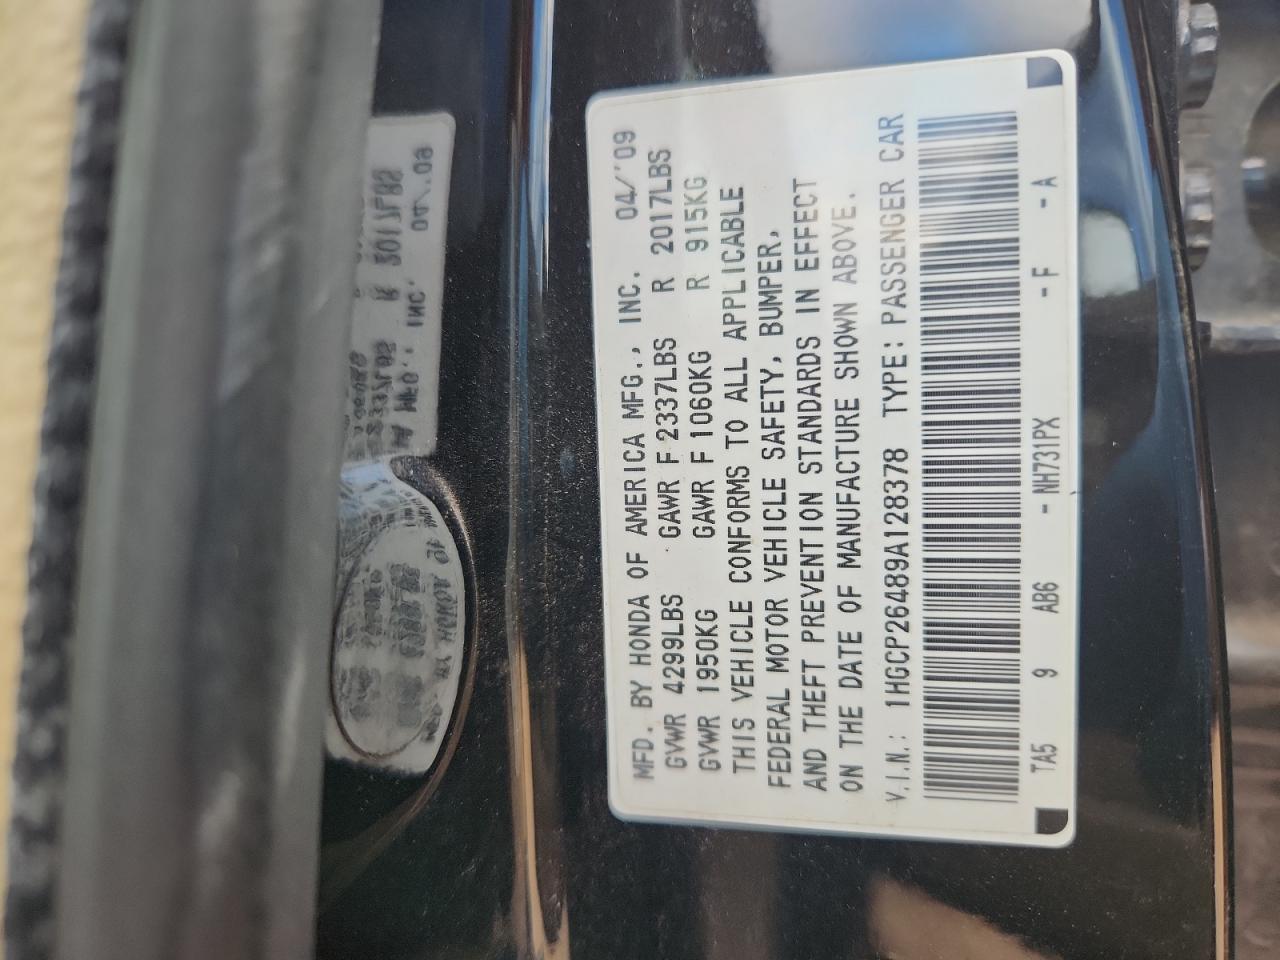 MFD. BY HONDA OF AMERICA MFG., INC. 04/'09
GVWR 4299LBS GAWR F 2337LBS R 2017LBS
GVWR 1950KG GAWR F 1060KG R 915KG
THIS VEHICLE CONFORMS TO ALL APPLICABLE
FEDERAL MOTOR VEHICLE SAFETY, BUMPER,
AND THEFT PREVENTION STANDARDS IN EFFECT
ON THE DATE OF MANUFACTURE SHOWN ABOVE.
V.I.N.: 1HGCP26489A128378 TYPE: PASSENGER CAR
TA5 9 AB6 - NH731PX - F - A